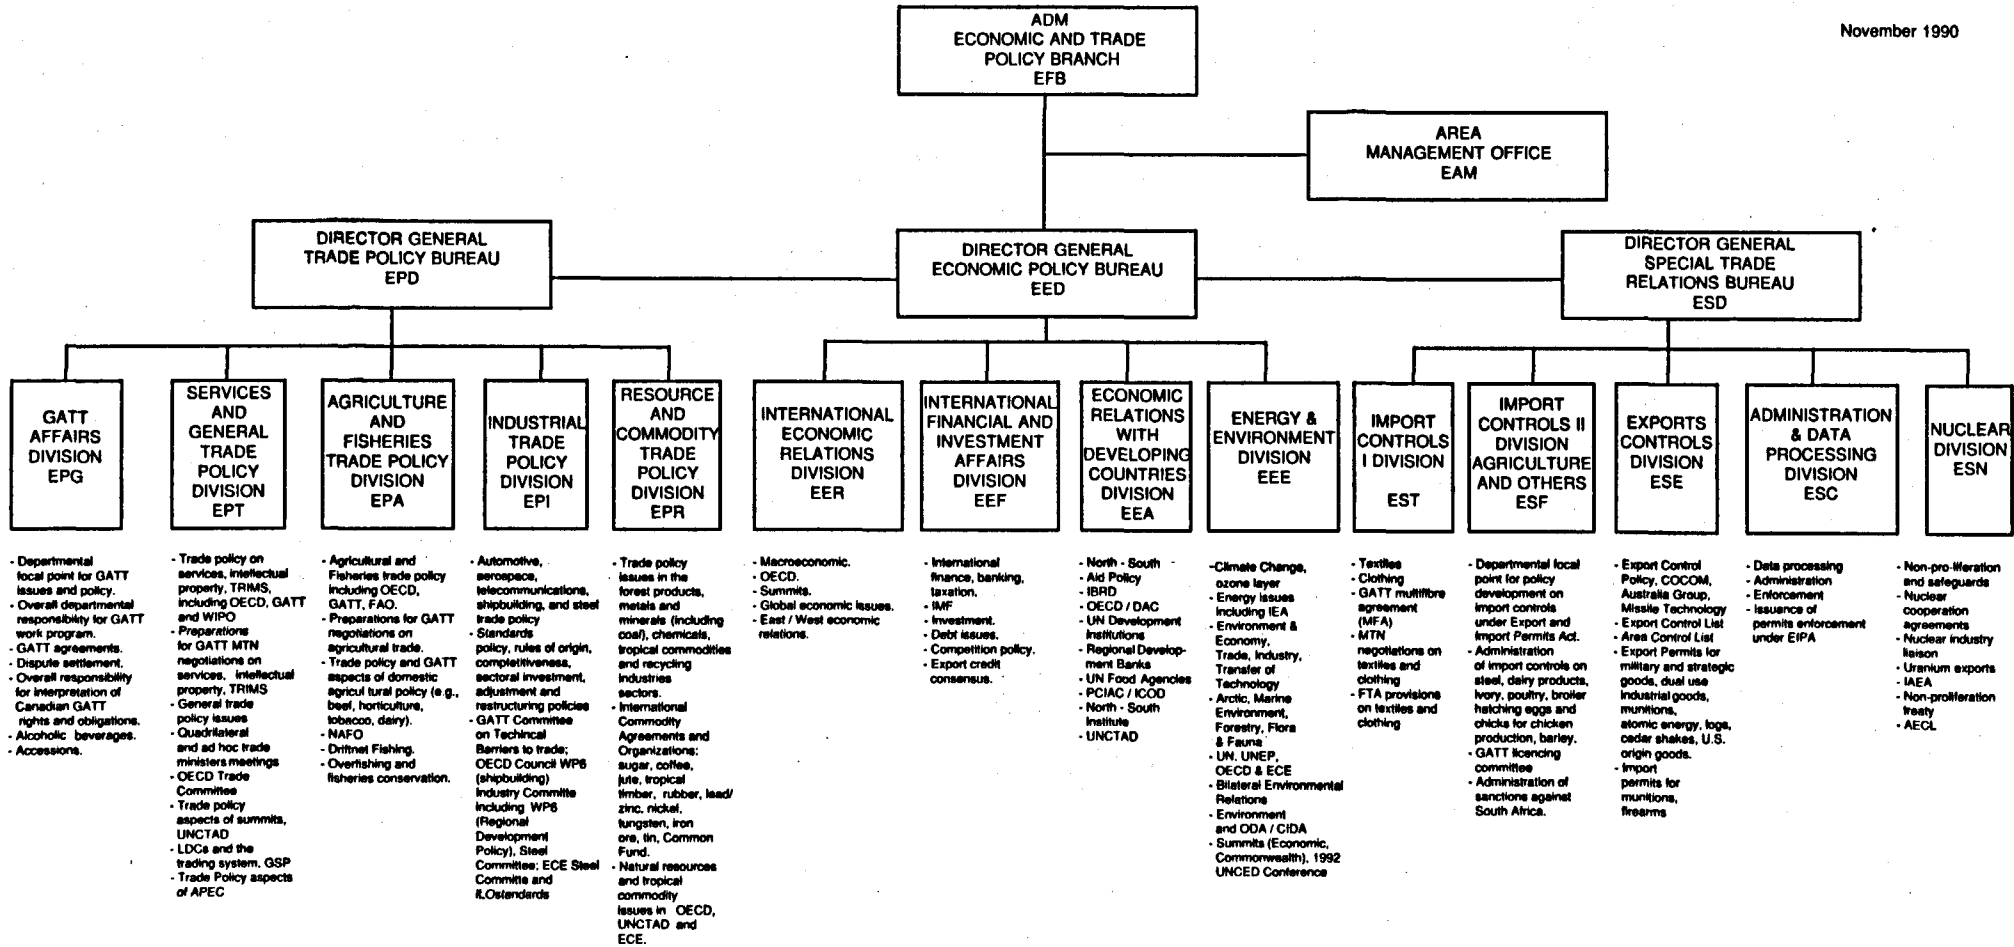 November 1990
ADM
ECONOMIC AND TRADE
POLICY BRANCH
EFB
AREA
MANAGEMENT OFFICE
EAM
DIRECTOR GENERAL
TRADE POLICY BUREAU
EPD
DIRECTOR GENERAL
ECONOMIC POLICY BUREAU
EED
DIRECTOR GENERAL
SPECIAL TRADE
RELATIONS BUREAU
ESD
GATT
AFFAIRS
DIVISION
EPG
SERVICES
AND
GENERAL
TRADE
POLICY
DIVISION
EPT
AGRICULTURE
AND
FISHERIES
TRADE POLICY
DIVISION
EPA
INDUSTRIAL
TRADE
POLICY
DIVISION
EPI
RESOURCE
AND
COMMODITY
TRADE
POLICY
DIVISION
EPR
INTERNATIONAL
ECONOMIC
RELATIONS
DIVISION
EER
INTERNATIONAL
FINANCIAL AND
INVESTMENT
AFFAIRS
DIVISION
EEF
ECONOMIC
RELATIONS
WITH
DEVELOPING
COUNTRIES
DIVISION
EEA
ENERGY &
ENVIRONMENT
DIVISION
EEE
IMPORT
CONTROLS
I DIVISION
EST
IMPORT
CONTROLS II
DIVISION
AGRICULTURE
AND OTHERS
ESF
EXPORTS
CONTROLS
DIVISION
ESE
ADMINISTRATION
& DATA
PROCESSING
DIVISION
ESC
NUCLEAR
DIVISION
ESN
- Departmental
focal point for GATT
issues and policy.
- Overall departmental
responsibility for GATT
work program.
- GATT agreements.
- Dispute settlement.
- Overall responsibility
for interpretation of
Canadian GATT
rights and obligations.
- Alcoholic beverages.
- Accessions.
- Trade policy on
services, intellectual
property, TRIMS,
including OECD, GATT
and WIPO
- Preparations
for GATT MTN
negotiations on
services, intellectual
property, TRIMS
- General trade
policy issues
- Quadrilateral
and ad hoc trade
ministers meetings
- OECD Trade
Committee
- Trade policy
aspects of summits,
UNCTAD
- LDCs and the
trading system. GSP
- Trade Policy aspects
of APEC
- Agricultural and
Fisheries trade policy
including OECD,
GATT, FAO.
- Preparations for GATT
negotiations on
agricultural trade.
- Trade policy and GATT
aspects of domestic
agricul tural policy (e.g.,
beef, horticulture,
tobacco, dairy).
- NAFO
- Driftnet Fishing.
- Overfishing and
fisheries conservation.
- Automotive,
aerospace,
telecommunications,
shipbuilding, and steel
trade policy
- Standards
policy, rules of origin,
completitiveness,
sectoral investment,
adjustment and
restructuring policies
- GATT Committee
on Techincal
Barriers to trade;
OECD Council WP6
(shipbuilding)
Industry Committe
including WP6
(Regional
Development
Policy), Steel
Committee; ECE Steel
Committe and
ILOstandards
- Trade policy
issues in the
forest products,
metals and
minerals (including
coal), chemicals,
tropical commodities
and recycling
industries
sectors.
- International
Commodity
Agreements and
Organizations:
sugar, coffee,
jute, tropical
timber, rubber, lead/
zinc, nickel,
tungsten, iron
ore, tin, Common
Fund.
- Natural resources
and tropical
commodity
issues in OECD,
UNCTAD and
ECE.
- Macroeconomic.
- OECD.
- Summits.
- Global economic issues.
- East / West economic
relations.
- International
finance, banking,
taxation.
- IMF
- Investment.
- Debt issues.
- Competition policy.
- Export credit
consensus.
- North - South
- Aid Policy
- IBRD
- OECD / DAC
- UN Development
Institutions
- Regional Develop-
ment Banks
- UN Food Agencies
- PCIAC / ICOD
- North - South
Institute
- UNCTAD
-Climate Change,
ozone layer
- Energy issues
including IEA
- Environment &
Economy,
Trade, Industry,
Transfer of
Technology
- Arctic, Marine
Environment,
Forestry, Flora
& Fauna
- UN. UNEP,
OECD & ECE
- Bilateral Environmental
Relations
- Environment
and ODA / CIDA
- Summits (Economic,
Commonwealth), 1992
UNCED Conference
- Textiles
- Clothing
- GATT multifibre
agreement
(MFA)
- MTN
negotiations on
textiles and
clothing
- FTA provisions
on textiles and
clothing
- Departmental focal
point for policy
development on
import controls
under Export and
Import Permits Act.
- Administration
of import controls on
steel, dairy products,
ivory, poultry, broiler
hatching eggs and
chicks for chicken
production, barley.
- GATT licencing
committee
- Administration of
sanctions against
South Africa.
- Export Control
Policy, COCOM,
Australia Group,
Missile Technology
- Export Control List
- Area Control List
- Export Permits for
military and strategic
goods, dual use
industrial goods,
munitions,
atomic energy, logs,
cedar shakes, U.S.
origin goods.
- Import
permits for
munitions,
firearms
- Data processing
- Administration
- Enforcement
- Issuance of
permits enforcement
under EIPA
- Non-pro-liferation
and safeguards
- Nuclear
cooperation
agreements
- Nuclear industry
liaison
- Uranium exports
- IAEA
- Non-proliferation
treaty
- AECL